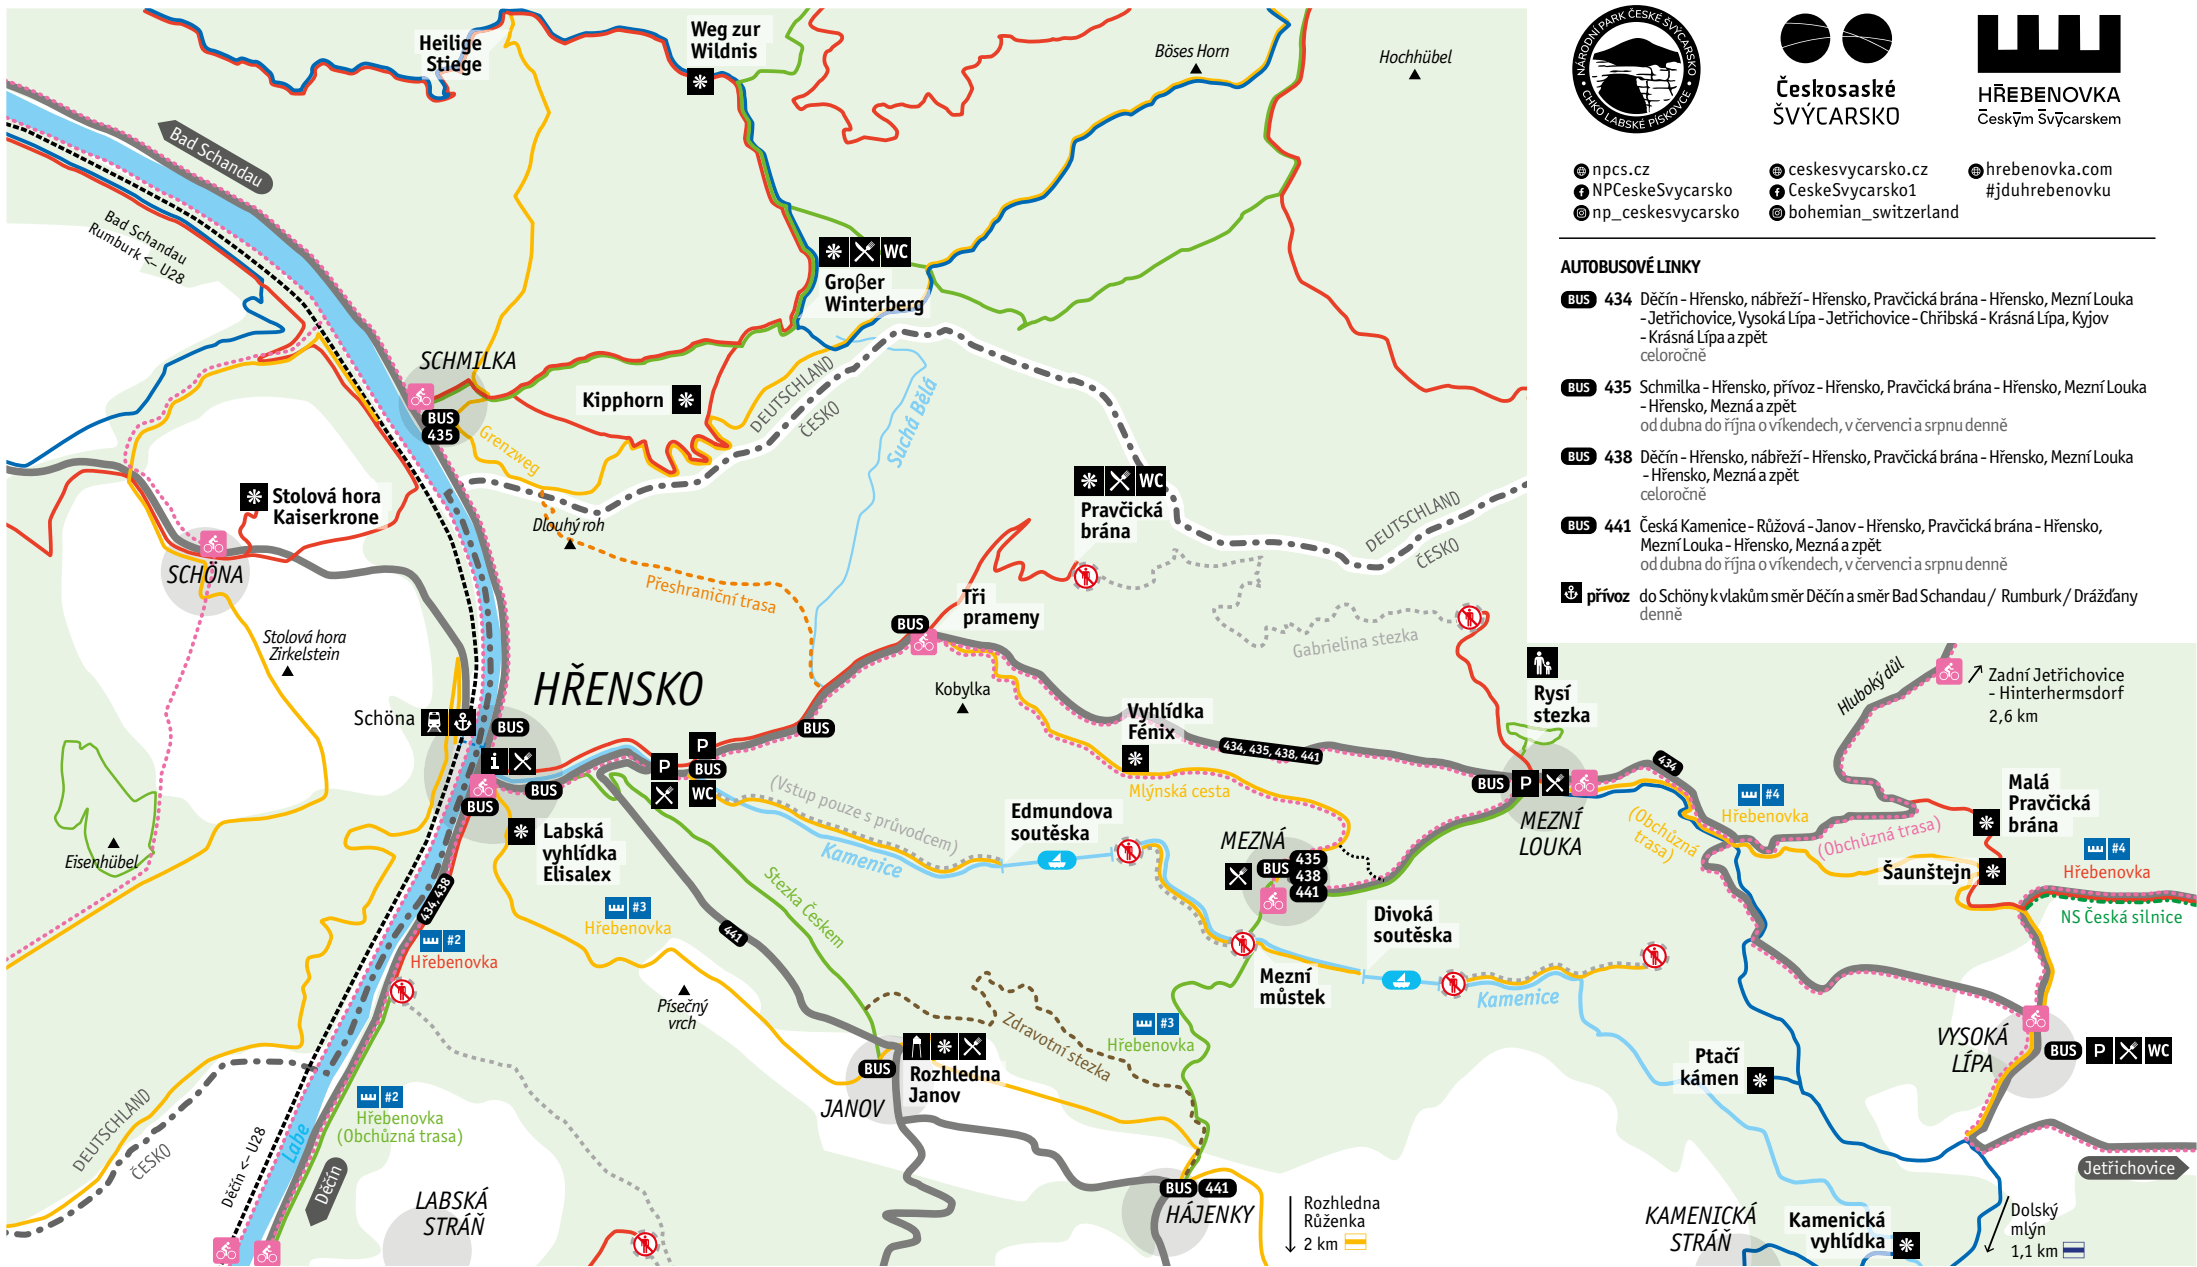 Heilige
Stiege
Weg zur
Wildnis
Böses Horn
Hochhübel
Bad Schandau
Bad Schandau
Rumburk <– U28
Großer
Winterberg
WC
SCHMILKA
BUS
435
Grenzweg
Kipphorn
DEUTSCHLAND
ČESKO
Suchá Bělá
Stolová hora
Kaiserkrone
SCHÖNA
Dlouhý roh
Přeshraniční trasa
WC
Pravčická
brána
DEUTSCHLAND
ČESKO
Stolová hora
Zirkelstein
Tři
prameny
BUS
Gabrielina stezka
Kobylka
HŘENSKO
Schöna
BUS
i
BUS
BUS
P
P
BUS
WC
BUS
Vyhlídka
Fénix
434, 435, 438, 441
Mlýnská cesta
Rysí
stezka
BUS
P
MEZNÍ
LOUKA
434
Hluboký důl
Zadní Jetřichovice
- Hinterhermsdorf
2,6 km
Eisenhübel
Labská
vyhlídka
Elisalex
(Vstup pouze s průvodcem)
Kamenice
Edmundova
soutěska
MEZNÁ
BUS
435
438
441
(Obchůzná
trasa)
#4
Hřebenovka
(Obchůzná trasa)
Malá
Pravčická
brána
#4
Hřebenovka
Šaunštejn
NS Česká silnice
434, 438
#2
Hřebenovka
#3
Hřebenovka
441
Stezka Českem
Divoká
soutěska
Mezní
můstek
Kamenice
Písečný
vrch
Zdravotní stezka
#3
Hřebenovka
BUS
Rozhledna
Janov
JANOV
Ptačí
kámen
VYSOKÁ
LÍPA
BUS
P
WC
DEUTSCHLAND
ČESKO
#2
Hřebenovka
(Obchůzná trasa)
Labe
Děčín <– U28
Děčín
LABSKÁ
STRÁŇ
BUS
441
HÁJENKY
Rozhledna
Růženka
2 km
KAMENICKÁ
STRÁŇ
Kamenická
vyhlídka
Jetřichovice
Dolský
mlýn
1,1 km
• NÁRODNÍ PARK ČESKÉ ŠVÝCARSKO •
CHKO LABSKÉ PÍSKOVCE
Českosaské
ŠVÝCARSKO
HŘEBENOVKA
Českým Švýcarskem
npcs.cz
NPCeskeSvycarsko
np_ceskesvycarsko
ceskesvycarsko.cz
CeskeSvycarsko1
bohemian_switzerland
hrebenovka.com
#jduhrebenovku
AUTOBUSOVÉ LINKY
BUS 434 Děčín – Hřensko, nábřeží – Hřensko, Pravčická brána – Hřensko, Mezní Louka
– Jetřichovice, Vysoká Lípa – Jetřichovice – Chřibská – Krásná Lípa, Kyjov
– Krásná Lípa a zpět
celoročně
BUS 435 Schmilka – Hřensko, přívoz – Hřensko, Pravčická brána – Hřensko, Mezní Louka
– Hřensko, Mezná a zpět
od dubna do října o víkendech, v červenci a srpnu denně
BUS 438 Děčín – Hřensko, nábřeží – Hřensko, Pravčická brána – Hřensko, Mezní Louka
– Hřensko, Mezná a zpět
celoročně
BUS 441 Česká Kamenice – Růžová – Janov – Hřensko, Pravčická brána – Hřensko,
Mezní Louka – Hřensko, Mezná a zpět
od dubna do října o víkendech, v červenci a srpnu denně
přívoz do Schöny k vlakům směr Děčín a směr Bad Schandau / Rumburk / Drážďany
denně